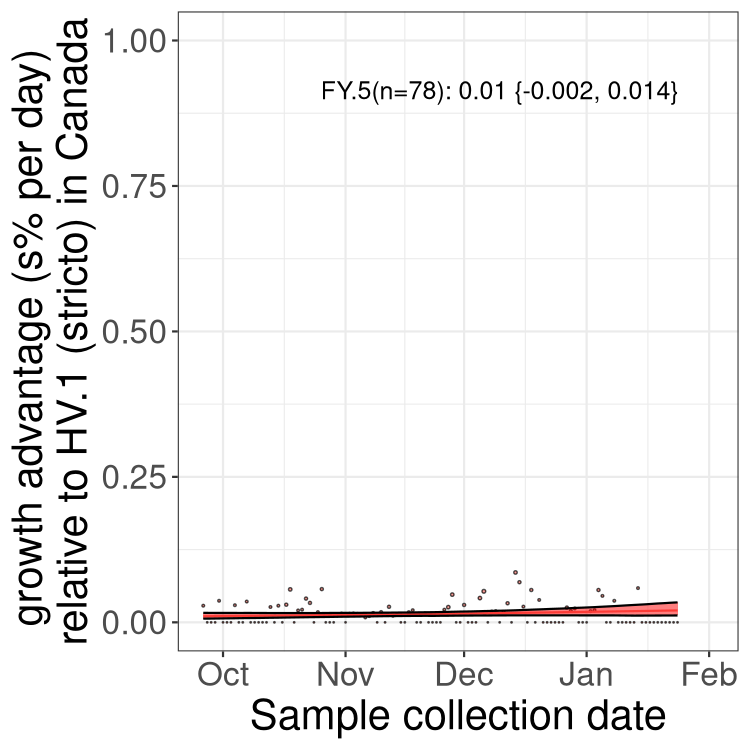 growth advantage (s% per day)
relative to HV.1 (stricto) in Canada
1.00
0.75
0.50
0.25
0.00
FY.5(n=78): 0.01 {-0.002, 0.014}
Oct Nov Dec Jan Feb
Sample collection date